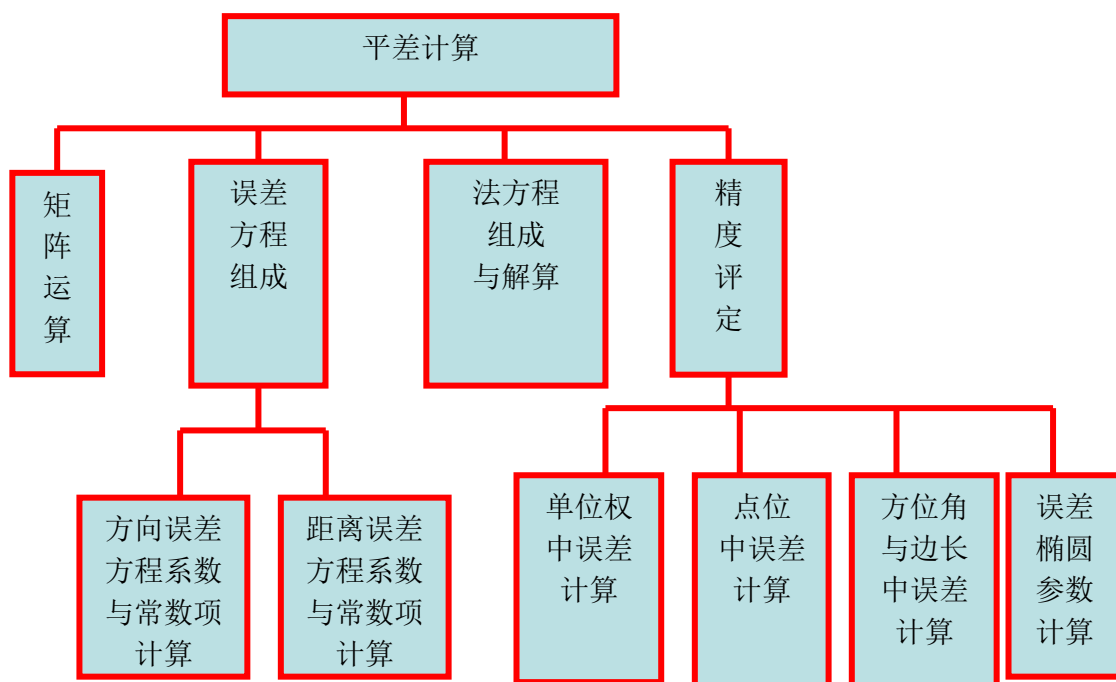 平差计算
矩
阵
运
算
误差
方程
组成
法方程
组成
与解算
精
度
评
定
方向误差
方程系数
与常数项
计算
距离误差
方程系数
与常数项
计算
单位权
中误差
计算
点位
中误差
计算
方位角
与边长
中误差
计算
误差
椭圆
参数
计算